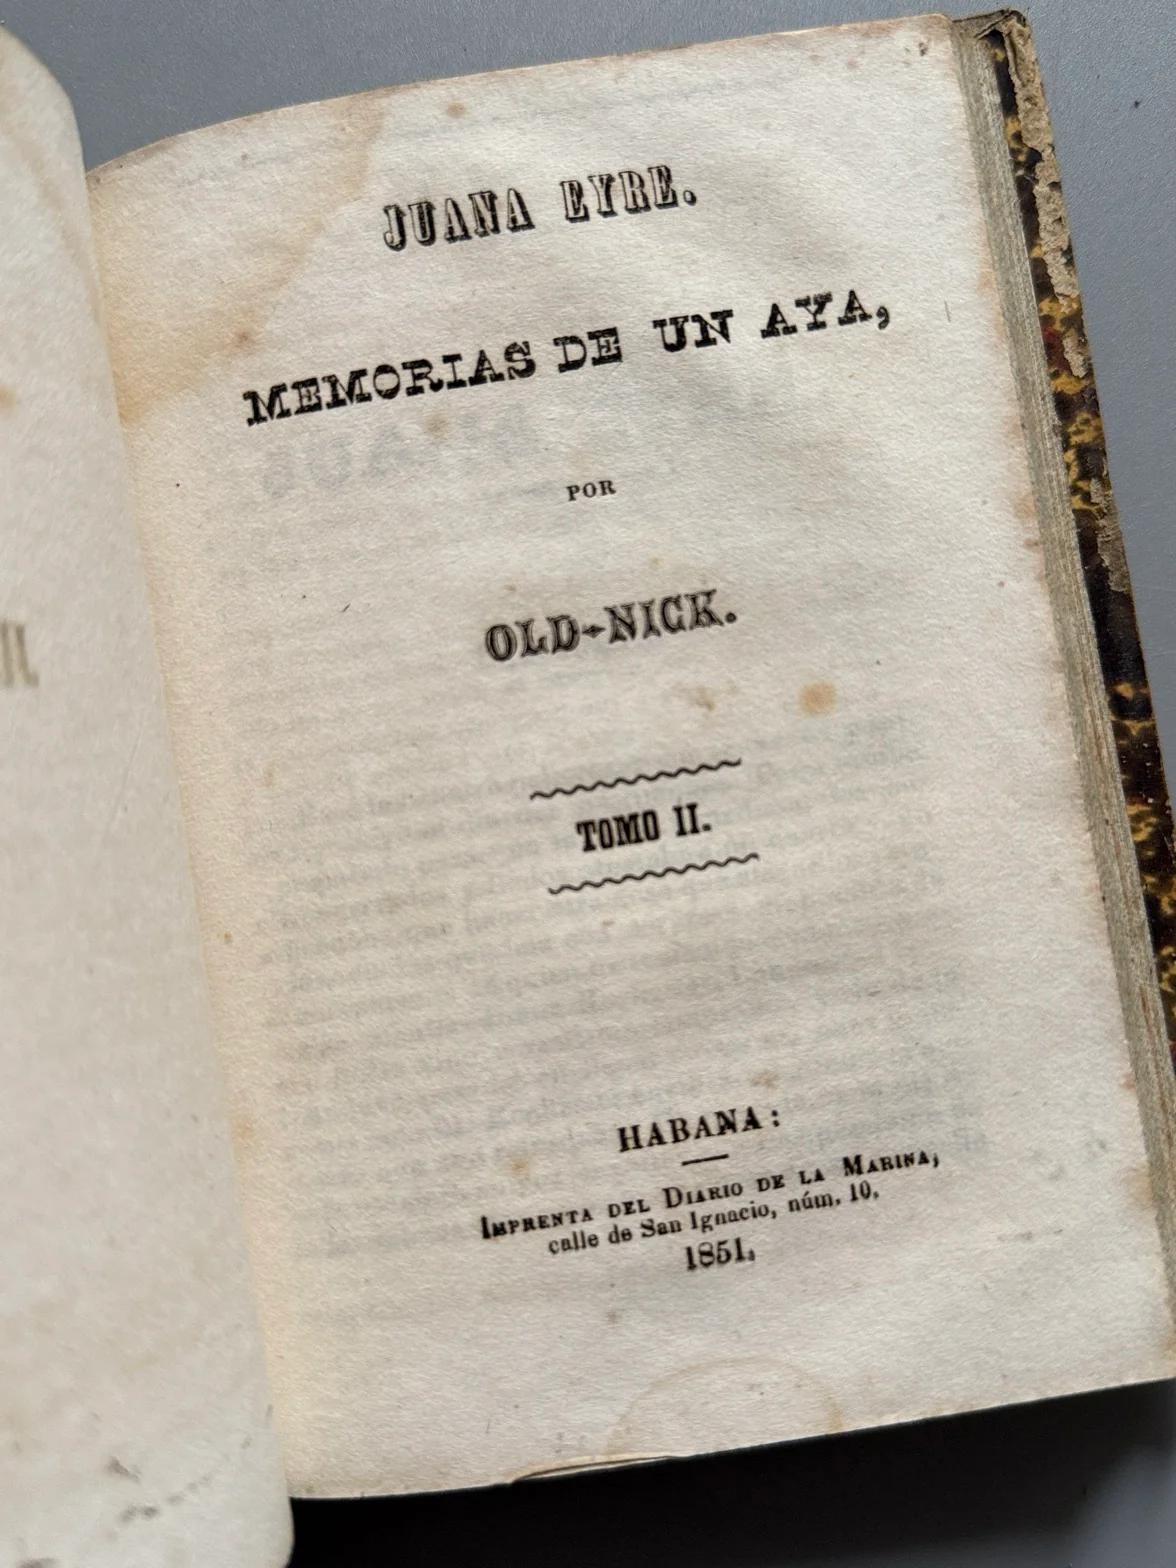 JUANA EYRE.
MEMORIAS DE UN AYA,
POR
OLD-NICK.
TOMO II.
HABANA:
IMPRENTA DEL DIARIO DE LA MARINA,
calle de San Ignacio, núm. 10.
1851.